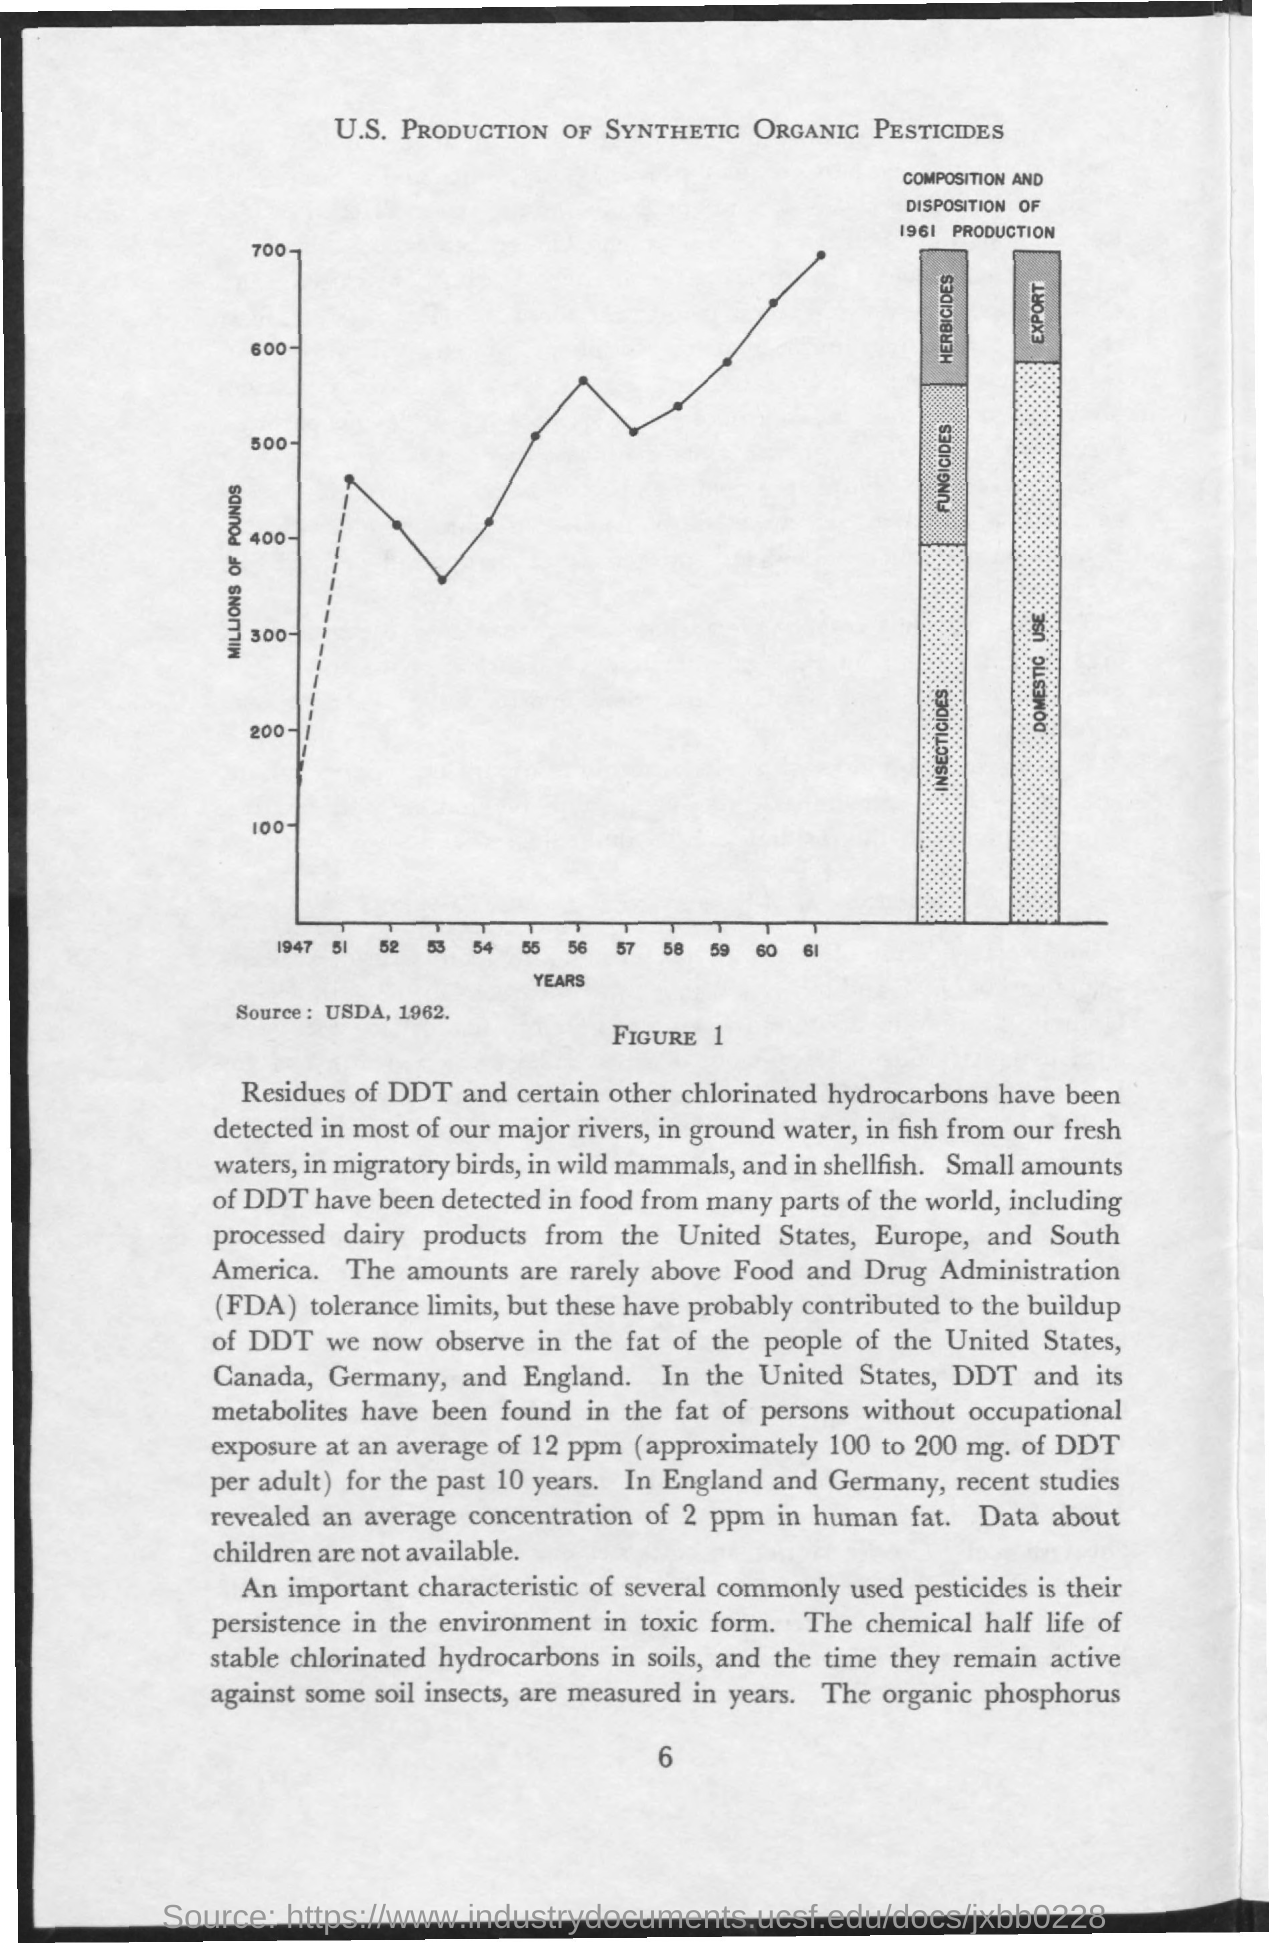 U.S. Production of Synthetic Organic Pesticides
COMPOSITION AND
DISPOSITION OF
1961 PRODUCTION
700
600
500
400
300
200
100
MILLIONS OF POUNDS
HERBICIDES
FUNGICIDES
INSECTICIDES
EXPORT
DOMESTIC USE
1947 51 52 53 54 55 56 57 58 59 60 61
YEARS
Source: USDA, 1962.
Figure 1
Residues of DDT and certain other chlorinated hydrocarbons have been
detected in most of our major rivers, in ground water, in fish from our fresh
waters, in migratory birds, in wild mammals, and in shellfish. Small amounts
of DDT have been detected in food from many parts of the world, including
processed dairy products from the United States, Europe, and South
America. The amounts are rarely above Food and Drug Administration
(FDA) tolerance limits, but these have probably contributed to the buildup
of DDT we now observe in the fat of the people of the United States,
Canada, Germany, and England. In the United States, DDT and its
metabolites have been found in the fat of persons without occupational
exposure at an average of 12 ppm (approximately 100 to 200 mg. of DDT
per adult) for the past 10 years. In England and Germany, recent studies
revealed an average concentration of 2 ppm in human fat. Data about
children are not available.
An important characteristic of several commonly used pesticides is their
persistence in the environment in toxic form. The chemical half life of
stable chlorinated hydrocarbons in soils, and the time they remain active
against some soil insects, are measured in years. The organic phosphorus
6
Source: https://www.industrydocuments.ucsf.edu/docs/jxbb0228